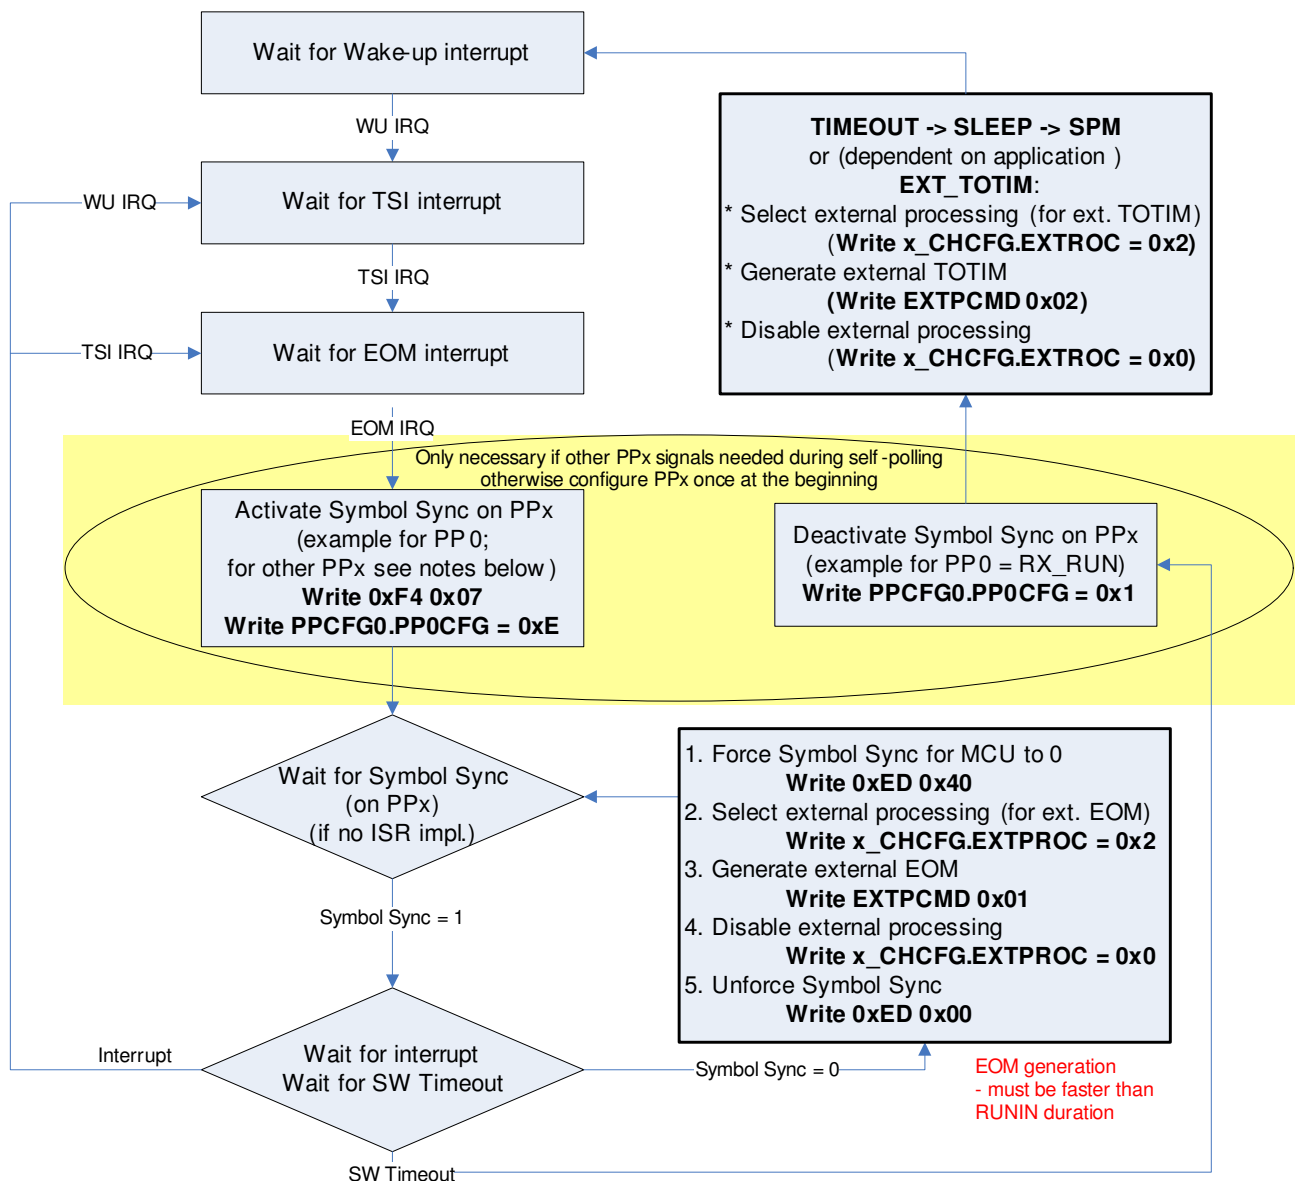 Wait for Wake-up interrupt
WU IRQ
WU IRQ
Wait for TSI interrupt
TSI IRQ
TSI IRQ
Wait for EOM interrupt
EOM IRQ
TIMEOUT -> SLEEP -> SPM
or (dependent on application )
EXT_TOTIM:
* Select external processing (for ext. TOTIM)
(Write x_CHCFG.EXTROC = 0x2)
* Generate external TOTIM
(Write EXTPCMD 0x02)
* Disable external processing
(Write x_CHCFG.EXTROC = 0x0)
Only necessary if other PPx signals needed during self -polling
otherwise configure PPx once at the beginning
Activate Symbol Sync on PPx
(example for PP0;
for other PPx see notes below )
Write 0xF4 0x07
Write PPCFG0.PP0CFG = 0xE
Deactivate Symbol Sync on PPx
(example for PP0 = RX_RUN)
Write PPCFG0.PP0CFG = 0x1
Wait for Symbol Sync
(on PPx)
(if no ISR impl.)
Symbol Sync = 1
1. Force Symbol Sync for MCU to 0
Write 0xED 0x40
2. Select external processing (for ext. EOM)
Write x_CHCFG.EXTPROC = 0x2
3. Generate external EOM
Write EXTPCMD 0x01
4. Disable external processing
Write x_CHCFG.EXTPROC = 0x0
5. Unforce Symbol Sync
Write 0xED 0x00
Interrupt
Wait for interrupt
Wait for SW Timeout
Symbol Sync = 0
EOM generation
- must be faster than
RUNIN duration
SW Timeout